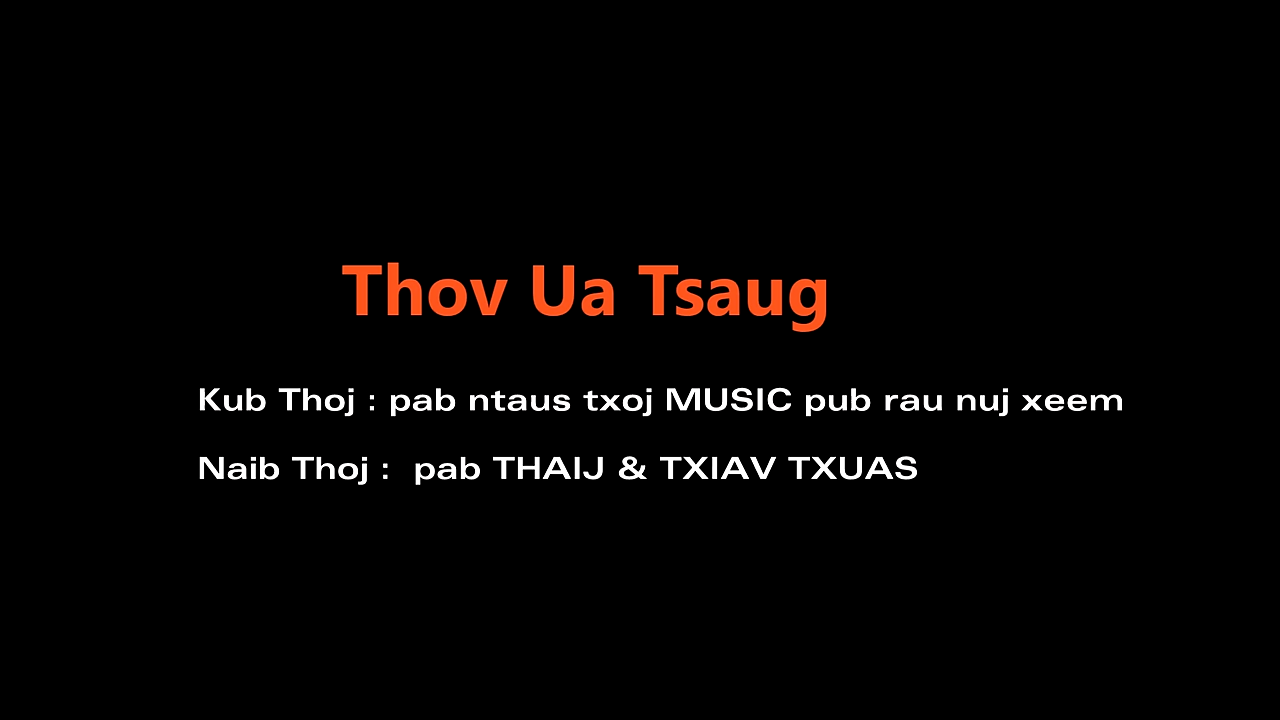 Thov Ua Tsaug
Kub Thoj : pab ntaus txoj MUSIC pub rau nuj xeem
Naib Thoj : pab THAIJ & TXIAV TXUAS